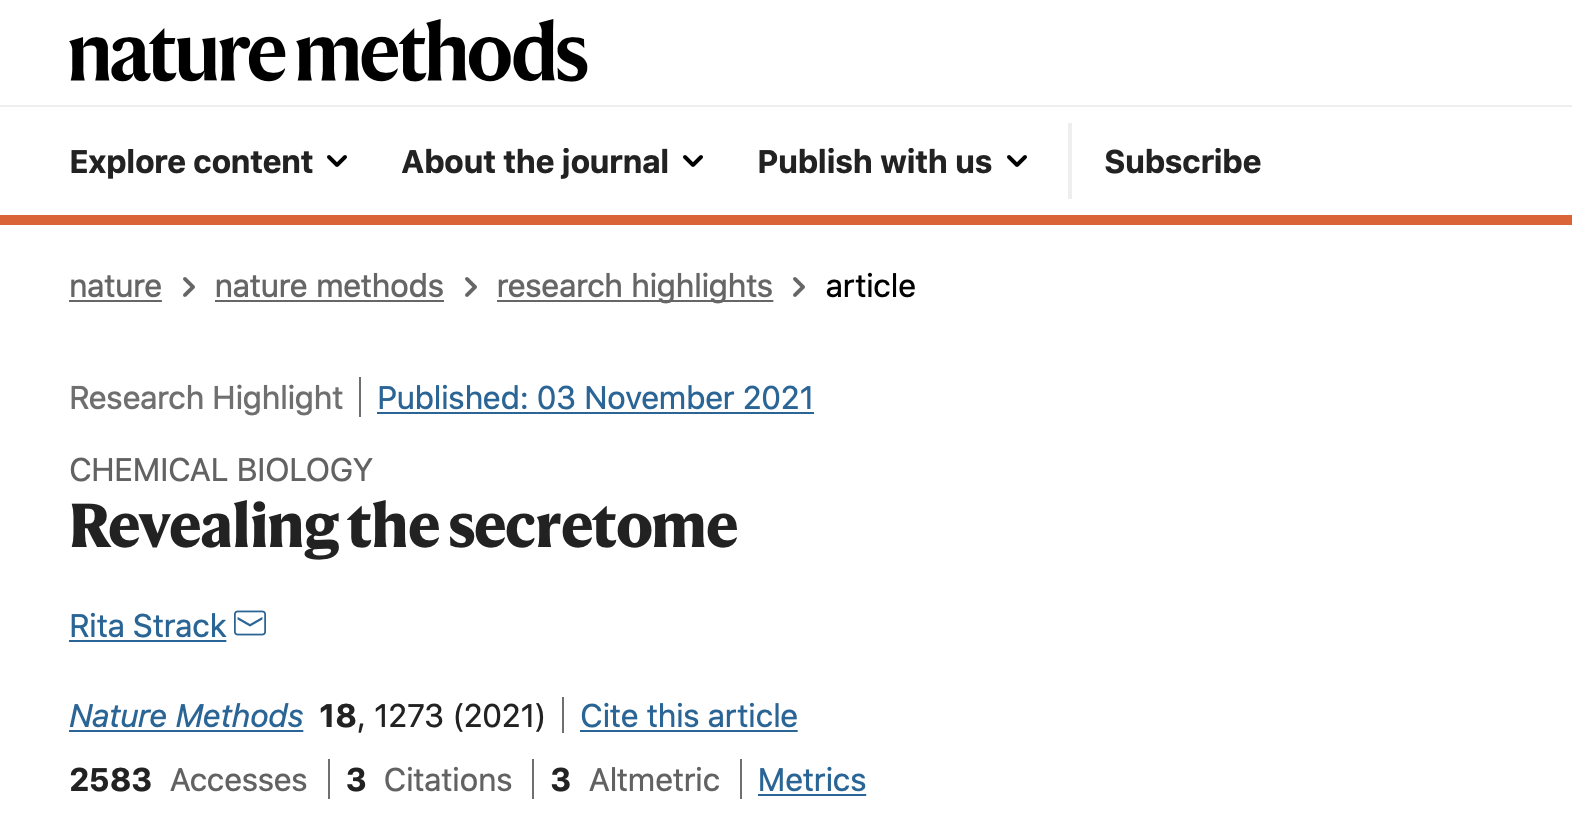 nature methods
Explore content About the journal Publish with us Subscribe
nature > nature methods > research highlights > article
Research Highlight | Published: 03 November 2021
CHEMICAL BIOLOGY
Revealing the secretome
Rita Strack
Nature Methods 18, 1273 (2021) | Cite this article
2583 Accesses | 3 Citations | 3 Altmetric | Metrics